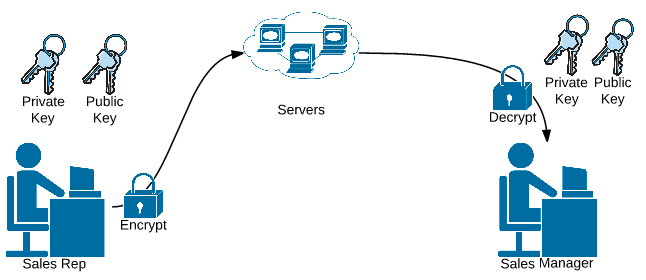 Private
Key
Public
Key
Servers
Private
Key
Public
Key
Decrypt
Encrypt
Sales Rep
Sales Manager